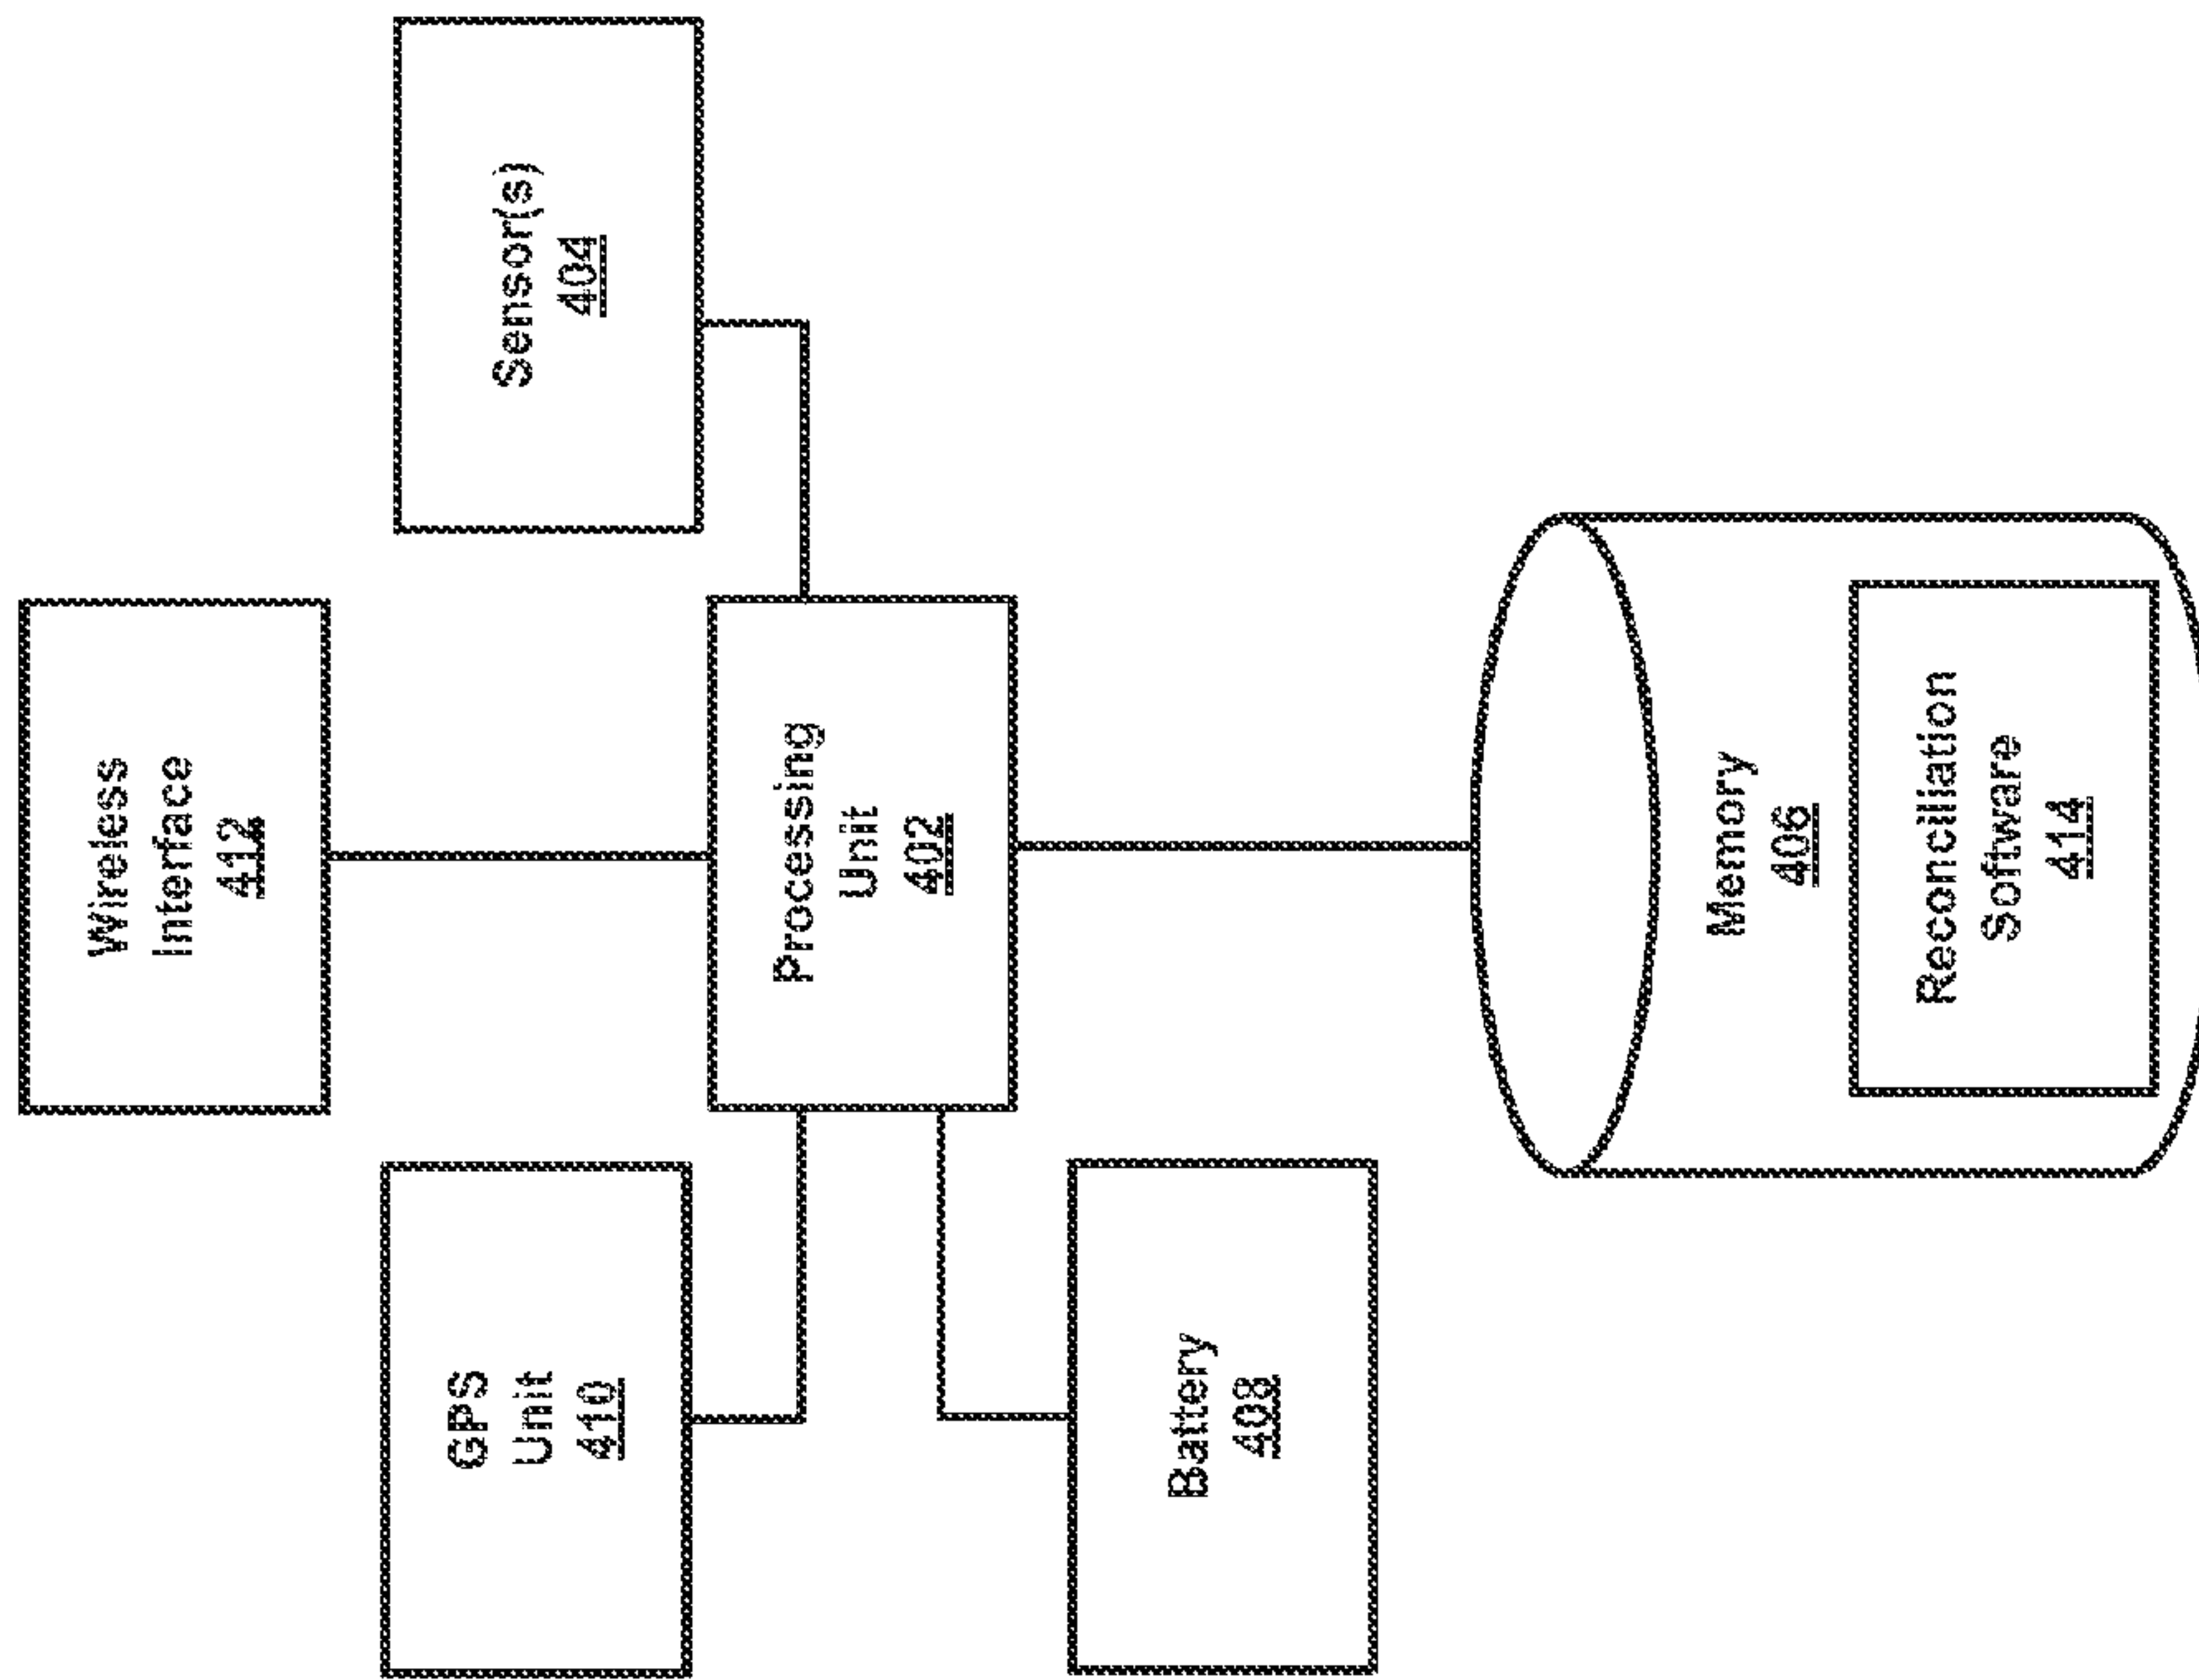 Wireless
Interface
412
Sensor(s)
404
GPS
Unit
410
Processing
Unit
402
Battery
408
Memory
406
Reconciliation
Software
414